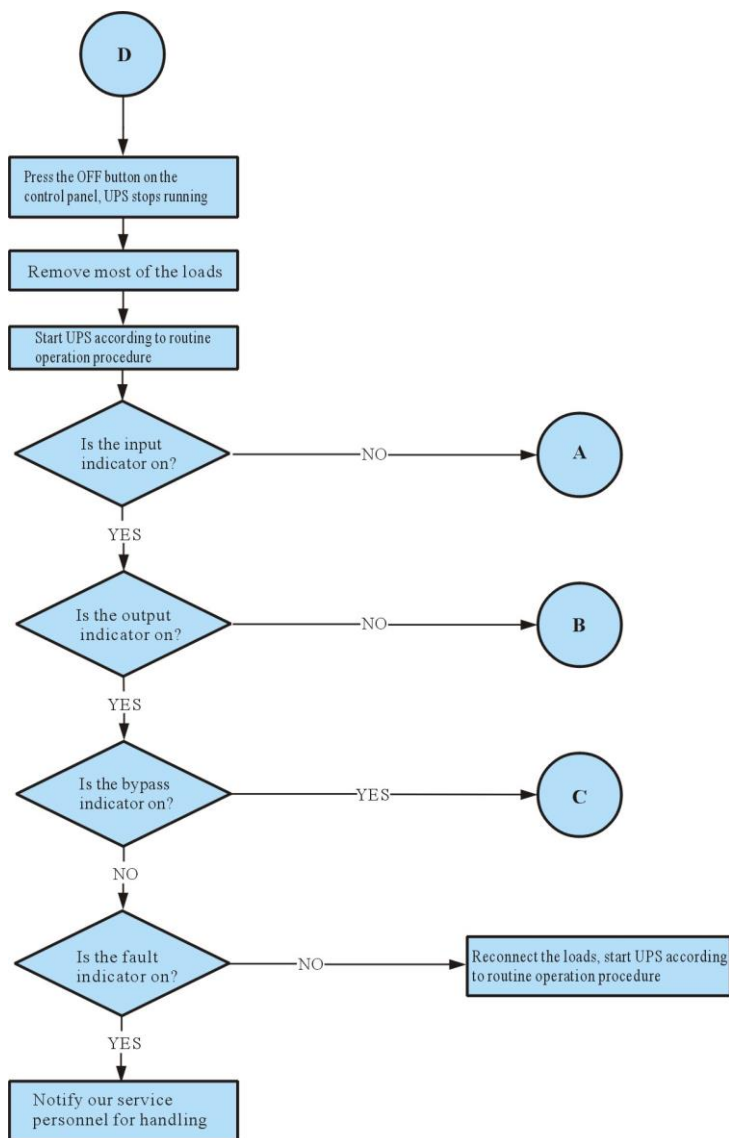 D
Press the OFF button on the
control panel, UPS stops running
Remove most of the loads
Start UPS according to routine
operation procedure
Is the input
indicator on?
NO
A
YES
Is the output
indicator on?
NO
B
YES
Is the bypass
indicator on?
YES
C
NO
Is the fault
indicator on?
NO
Reconnect the loads, start UPS according
to routine operation procedure
YES
Notify our service
personnel for handling